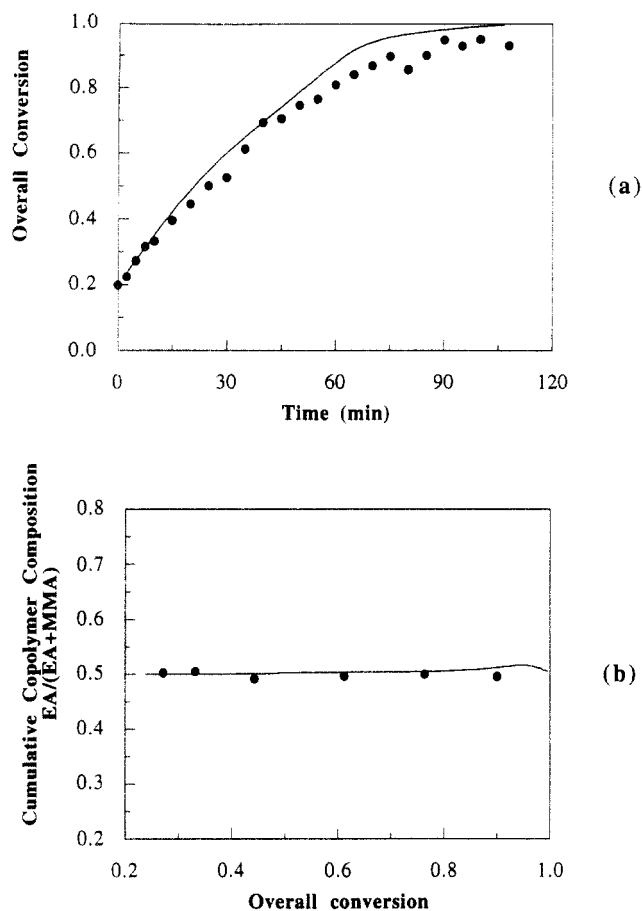 1.0
0.8
0.6
0.4
0.2
0.0
Overall Conversion
0 30 60 90 120
Time (min)
(a)
0.8
0.7
0.6
0.5
0.4
0.3
0.2
Cumulative Copolymer Composition
EA/(EA+MMA)
0.2 0.4 0.6 0.8 1.0
Overall conversion
(b)